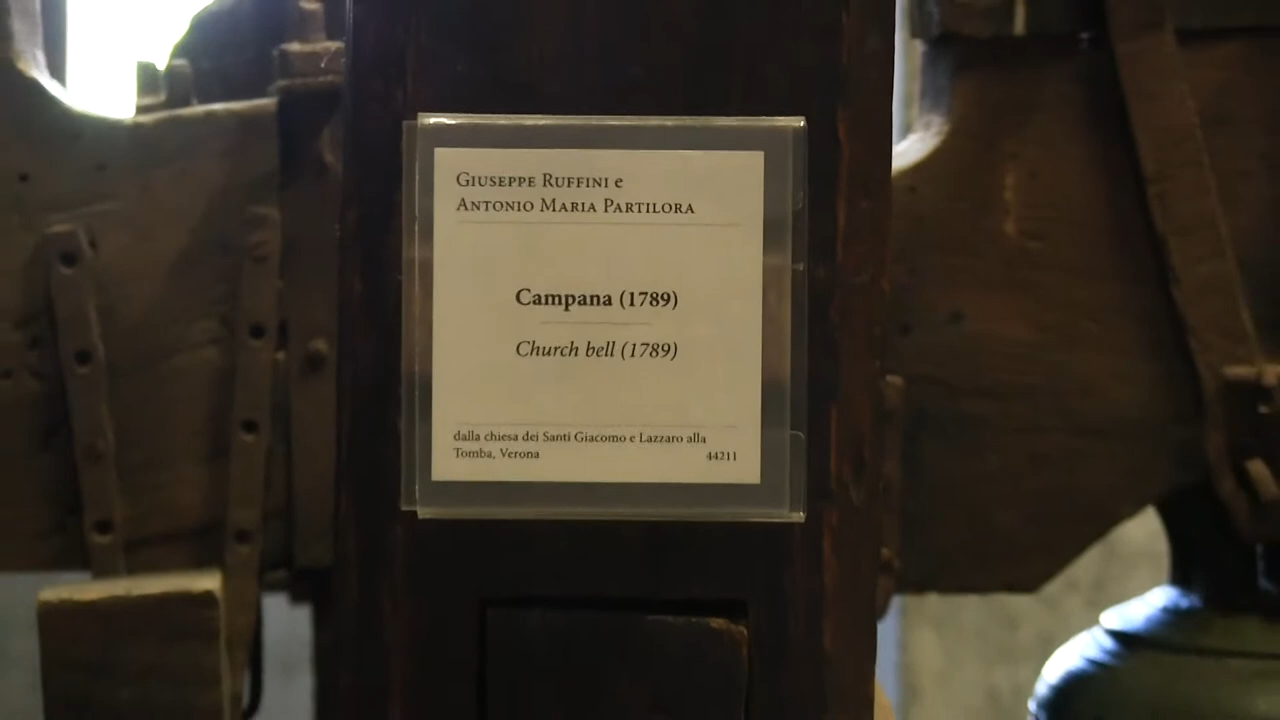 Giuseppe Ruffini e
Antonio Maria Partilora
Campana (1789)
Church bell (1789)
dalla chiesa dei Santi Giacomo e Lazzaro alla
Tomba, Verona 44211